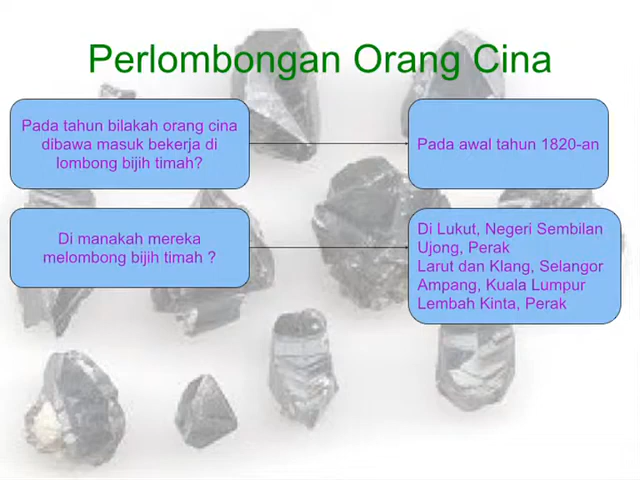 Perlombongan Orang Cina
Pada tahun bilakah orang cina
dibawa masuk bekerja di
lombong bijih timah?
Pada awal tahun 1820-an
Di manakah mereka
melombong bijih timah ?
Di Lukut, Negeri Sembilan
Ujong, Perak
Larut dan Klang, Selangor
Ampang, Kuala Lumpur
Lembah Kinta, Perak